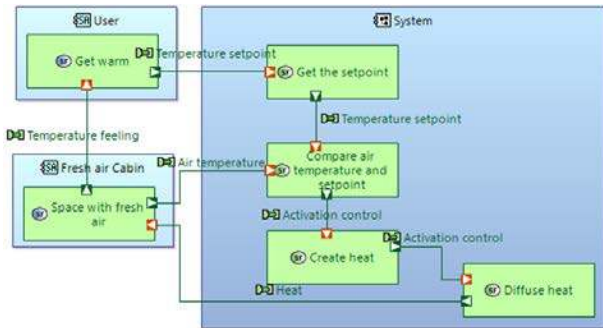 User
System
Get warm
Temperature setpoint
Get the setpoint
Temperature setpoint
Temperature feeling
Fresh air Cabin
Air temperature
Compare air
temperature and
setpoint
Space with fresh
air
Activation control
Create heat
Activation control
Heat
Diffuse heat